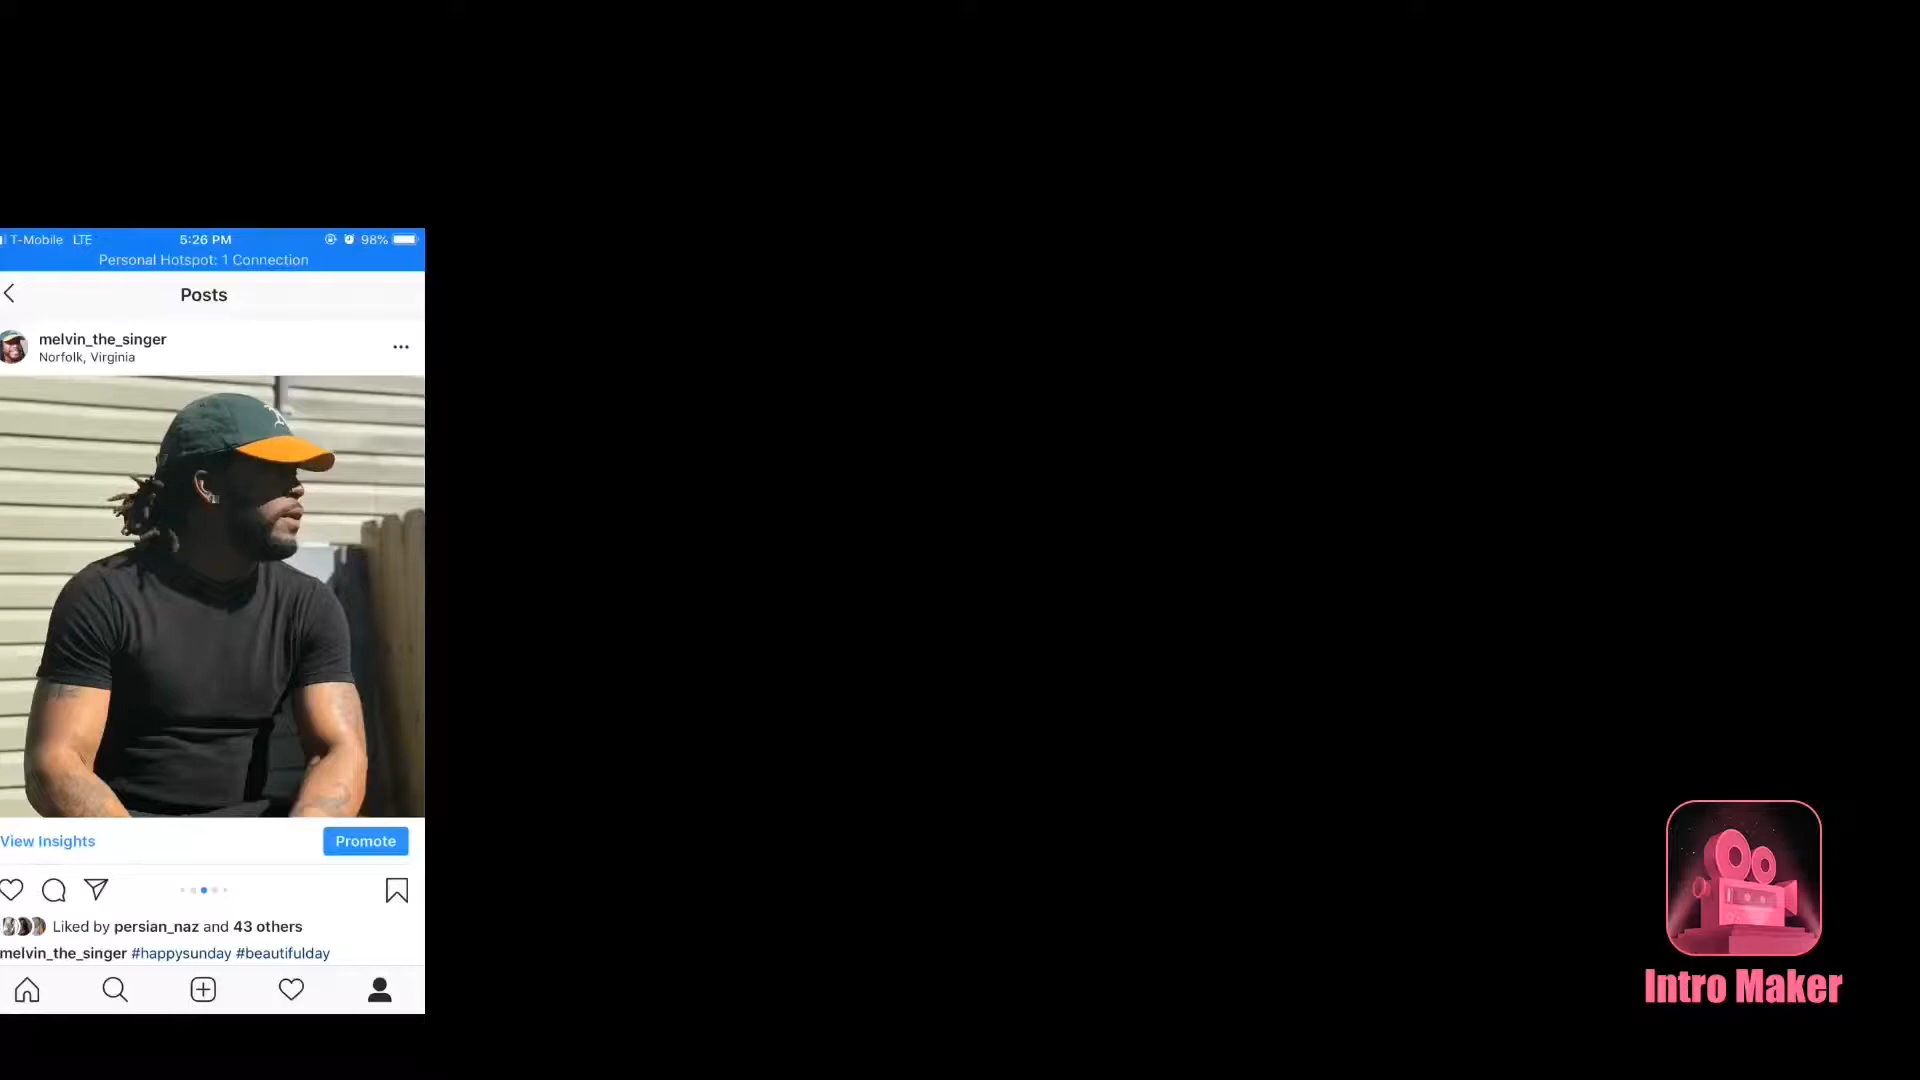 T-Mobile LTE 5:26 PM 98%
Personal Hotspot: 1 Connection
Posts
melvin_the_singer
Norfolk, Virginia
View Insights Promote
Liked by persian_naz and 43 others
melvin_the_singer #happysunday #beautifulday
Intro Maker